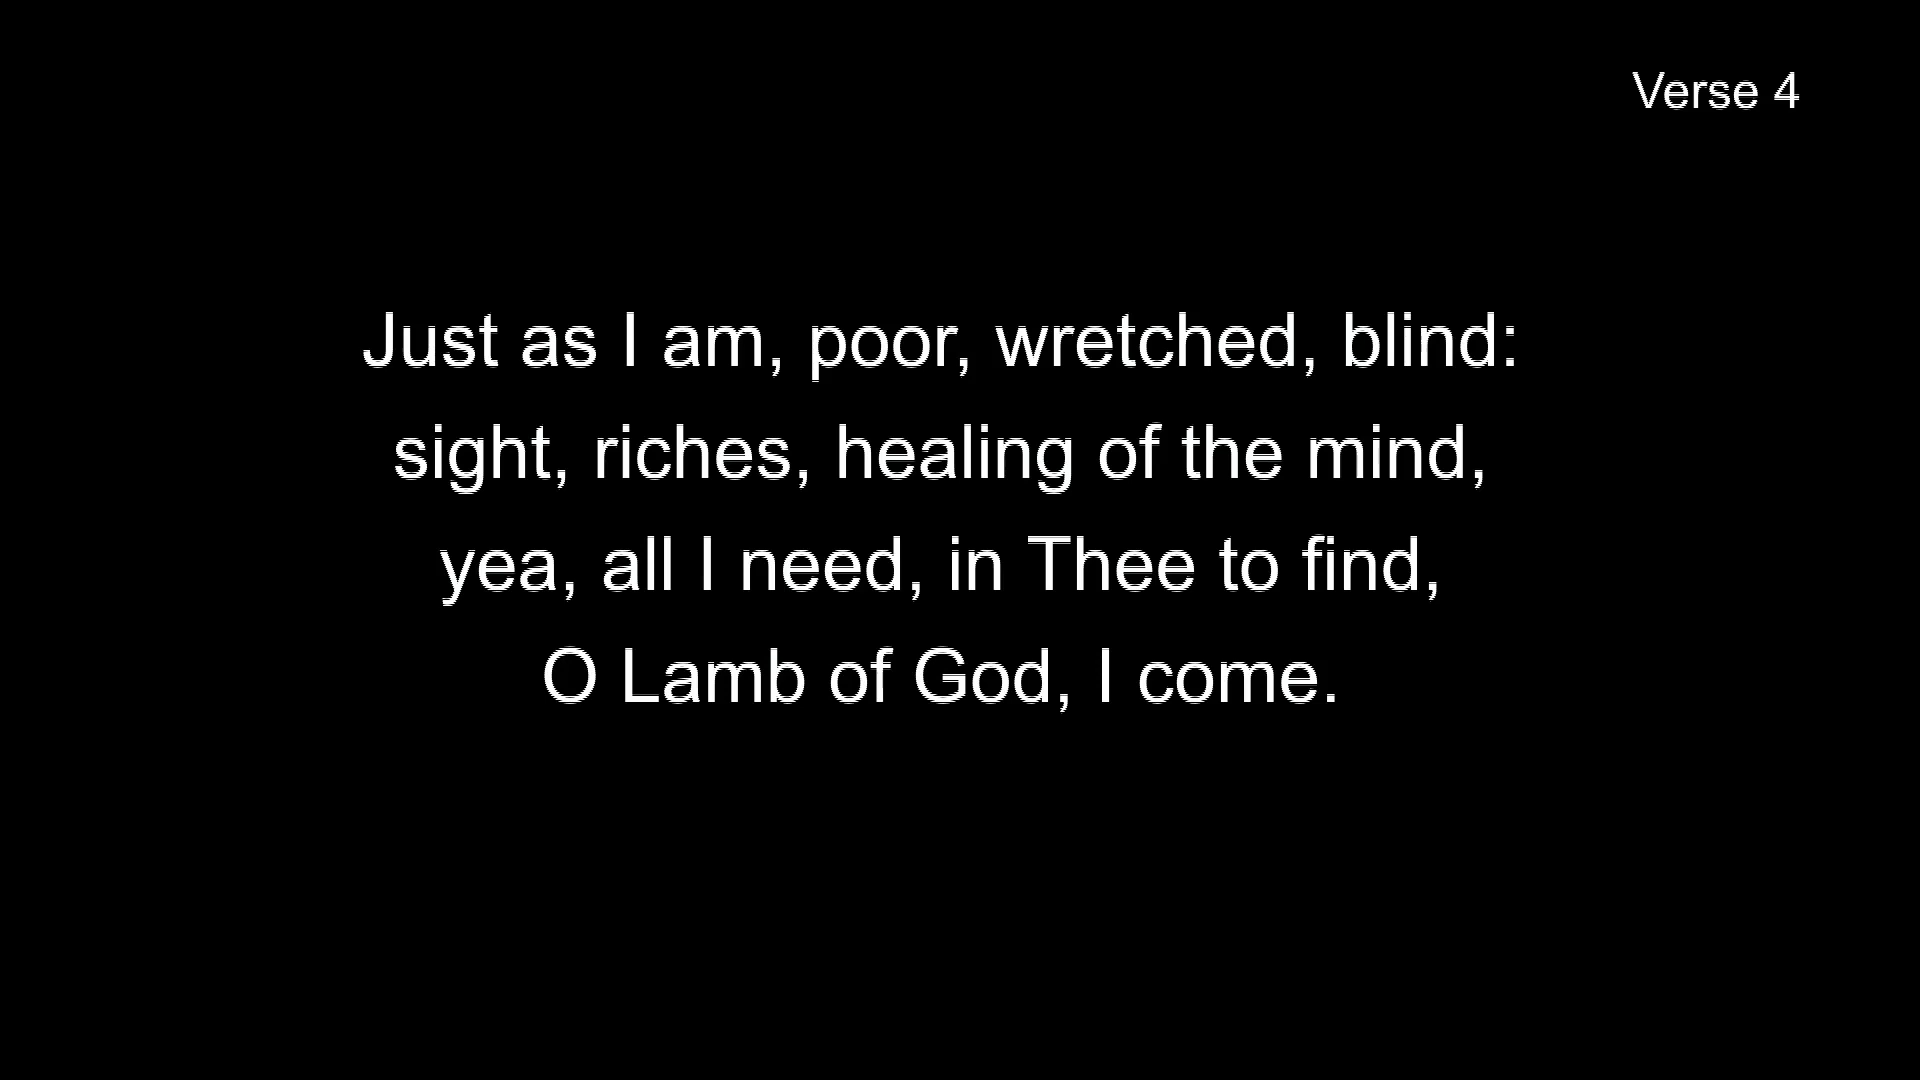 Verse 4
Just as I am, poor, wretched, blind:
sight, riches, healing of the mind,
yea, all I need, in Thee to find,
O Lamb of God, I come.